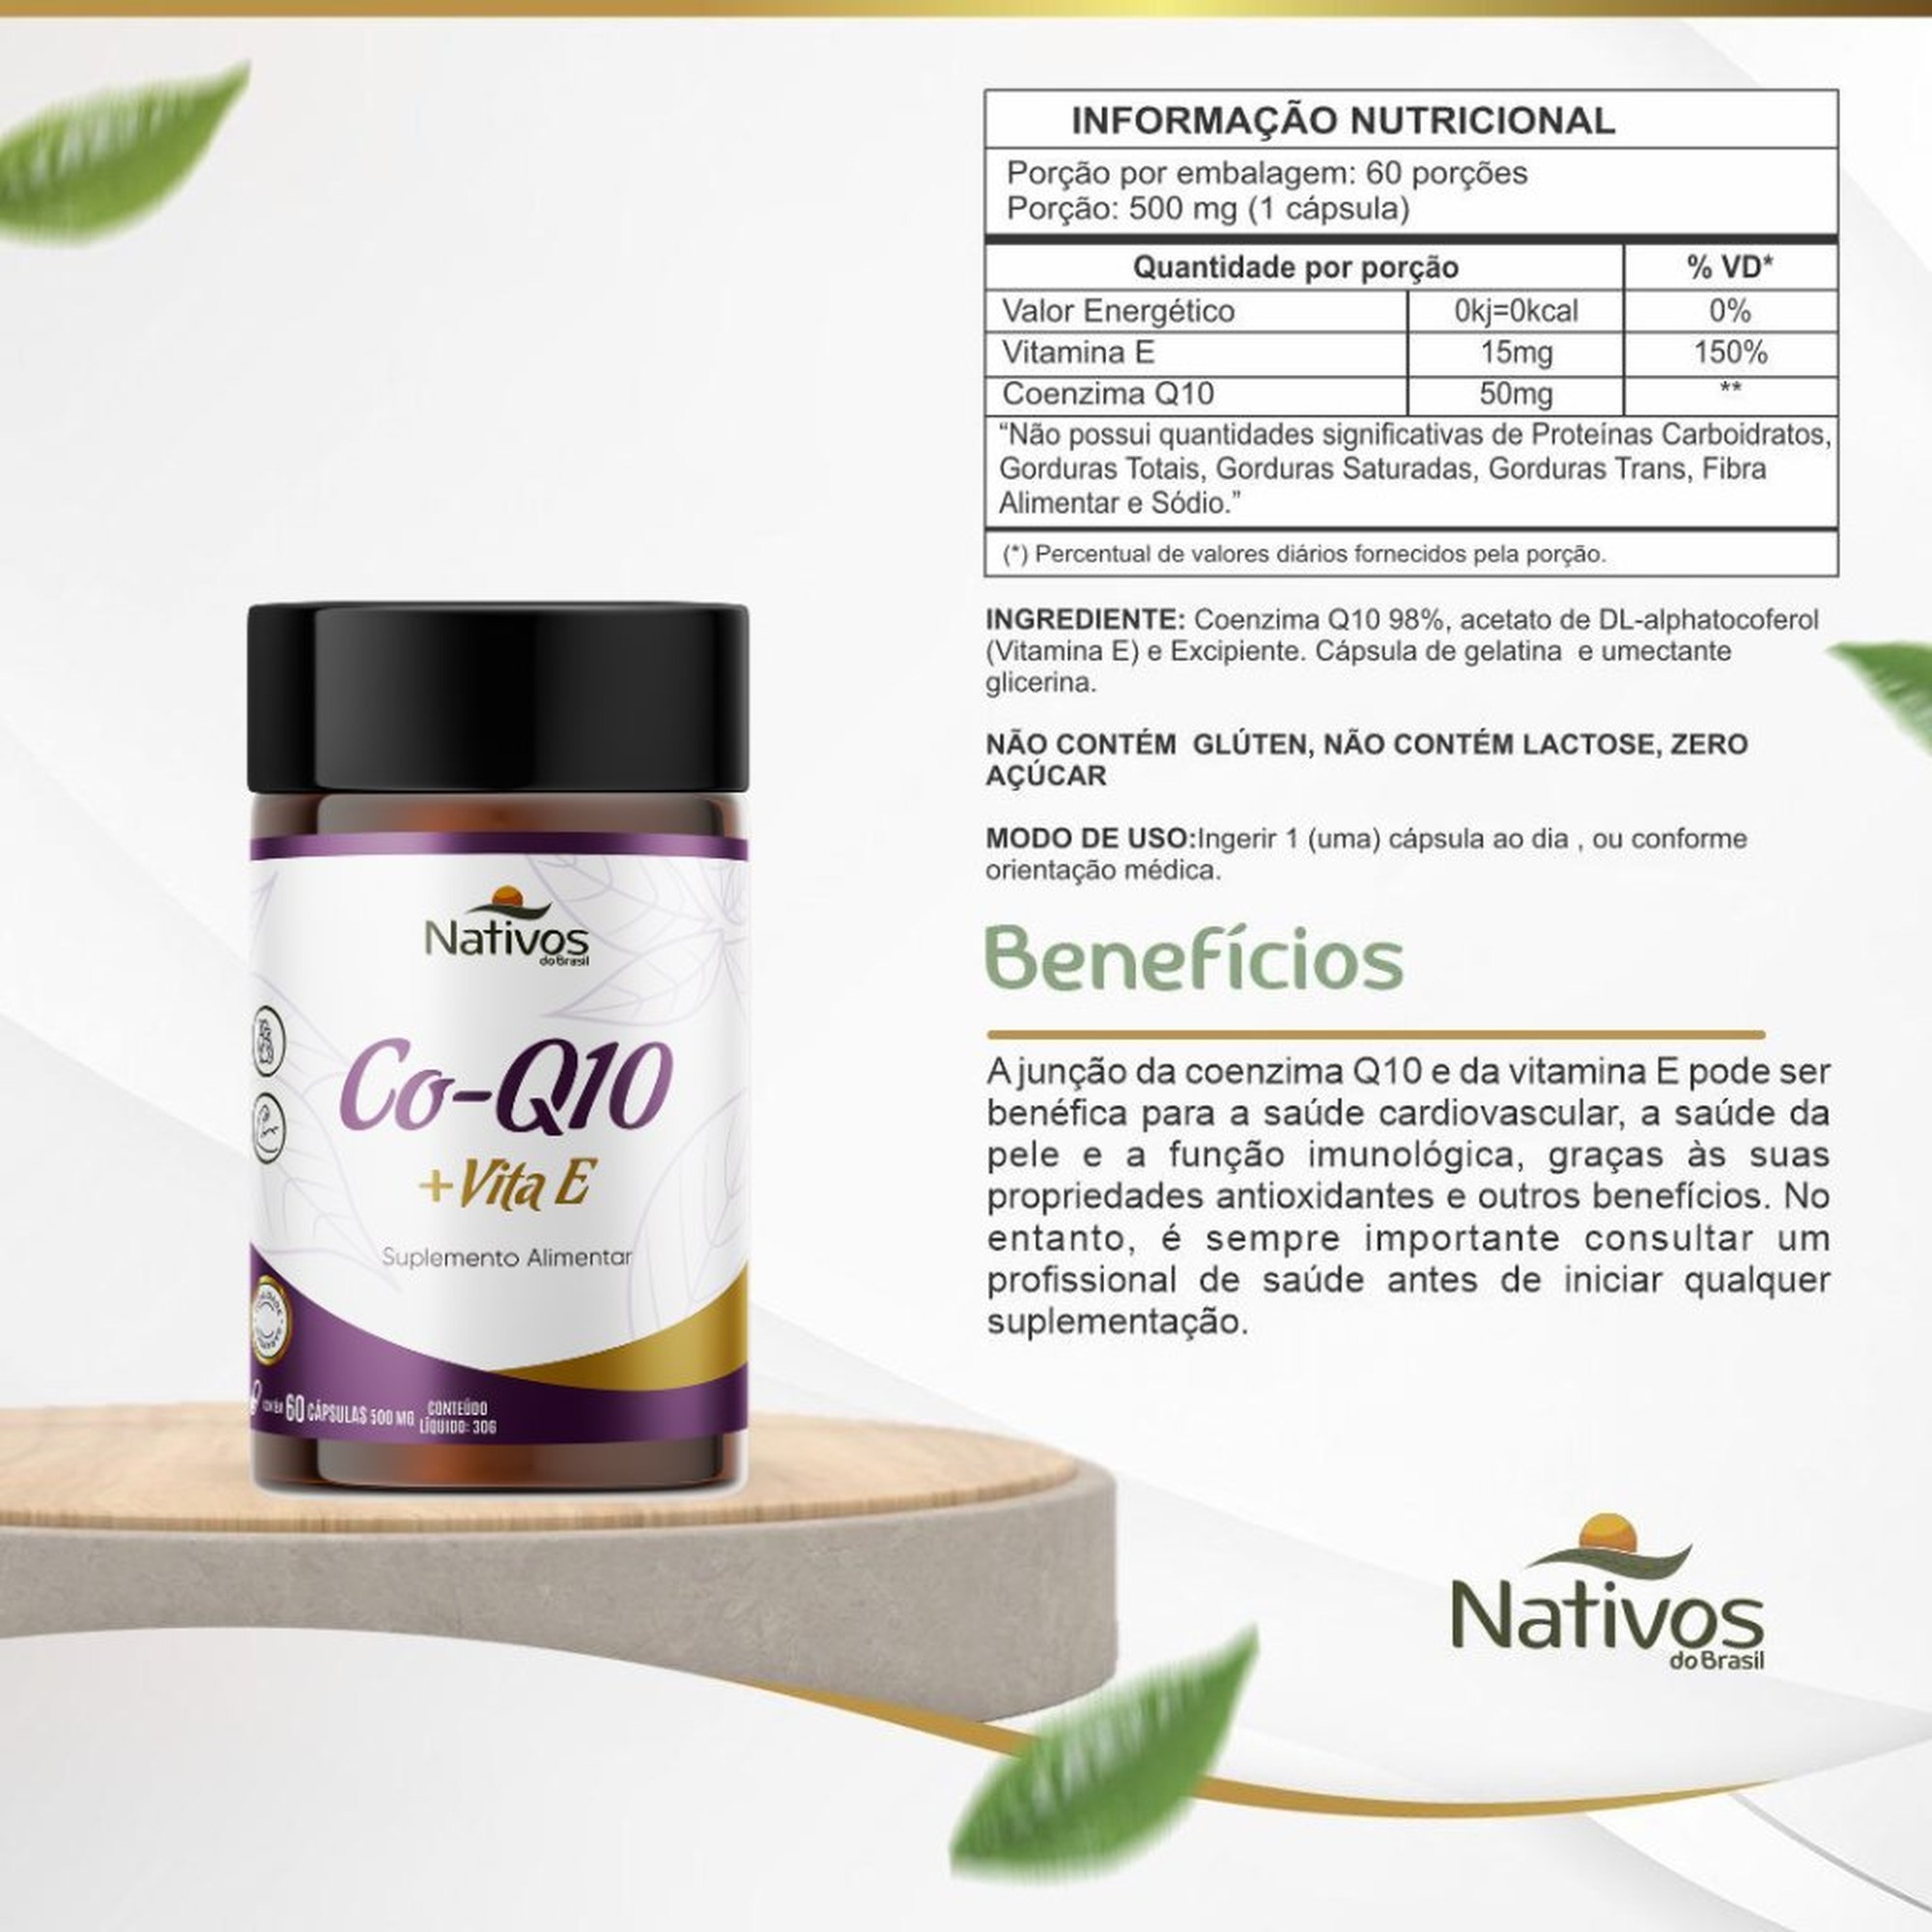 INFORMAÇÃO NUTRICIONAL
Porção por embalagem: 60 porções
Porção: 500 mg (1 cápsula)
Quantidade por porção % VD*
Valor Energético 0kj=0kcal 0%
Vitamina E 15mg 150%
Coenzima Q10 50mg **
“Não possui quantidades significativas de Proteínas Carboidratos,
Gorduras Totais, Gorduras Saturadas, Gorduras Trans, Fibra
Alimentar e Sódio.”
(*) Percentual de valores diários fornecidos pela porção.
INGREDIENTE: Coenzima Q10 98%, acetato de DL-alphatocoferol
(Vitamina E) e Excipiente. Cápsula de gelatina e umectante
glicerina.
NÃO CONTÉM GLÚTEN, NÃO CONTÉM LACTOSE, ZERO
AÇÚCAR
MODO DE USO:Ingerir 1 (uma) cápsula ao dia , ou conforme
orientação médica.
Benefícios
A junção da coenzima Q10 e da vitamina E pode ser
benéfica para a saúde cardiovascular, a saúde da
pele e a função imunológica, graças às suas
propriedades antioxidantes e outros benefícios. No
entanto, é sempre importante consultar um
profissional de saúde antes de iniciar qualquer
suplementação.
Nativos
do Brasil
Co-Q10
+Vita E
Suplemento Alimentar
60 CÁPSULAS 500 MG
CONTEÚDO
LÍQUIDO: 30G
Nativos
do Brasil